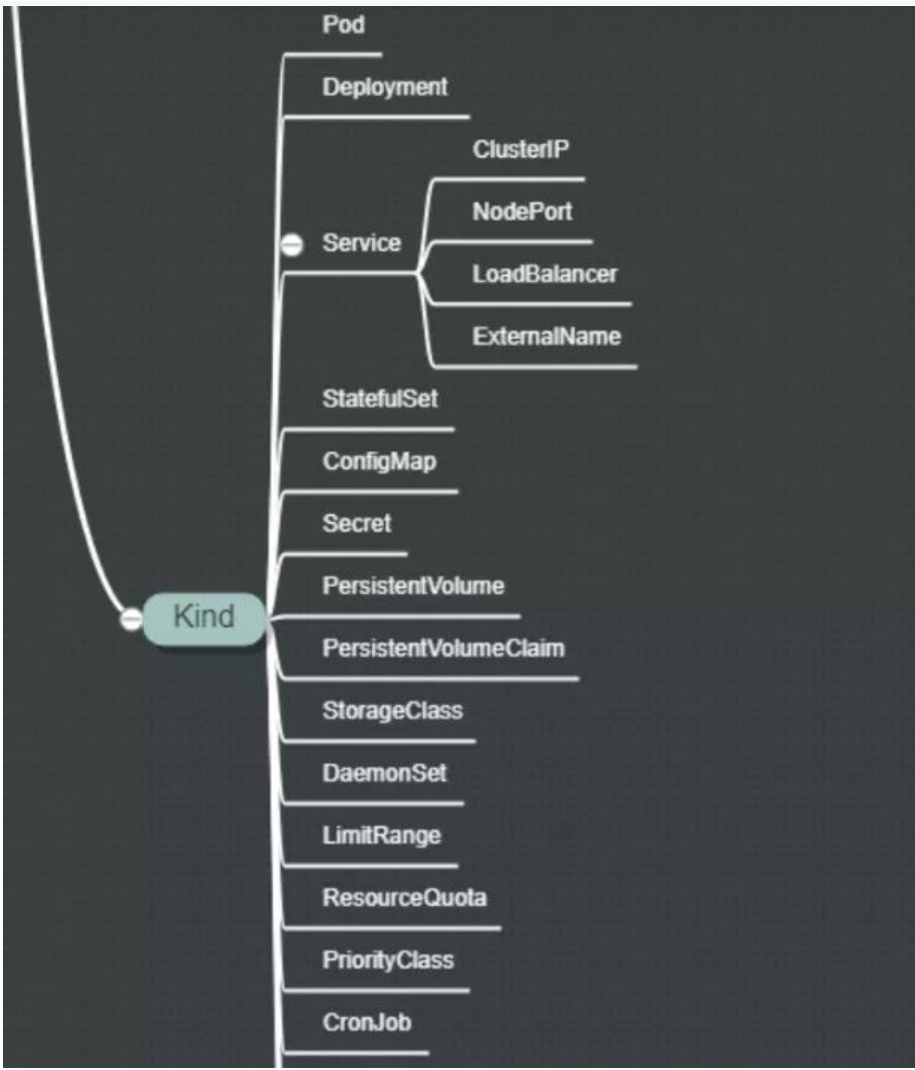 Pod
Deployment
ClusterIP
NodePort
Service
LoadBalancer
ExternalName
StatefulSet
ConfigMap
Secret
PersistentVolume
Kind
PersistentVolumeClaim
StorageClass
DaemonSet
LimitRange
ResourceQuota
PriorityClass
CronJob